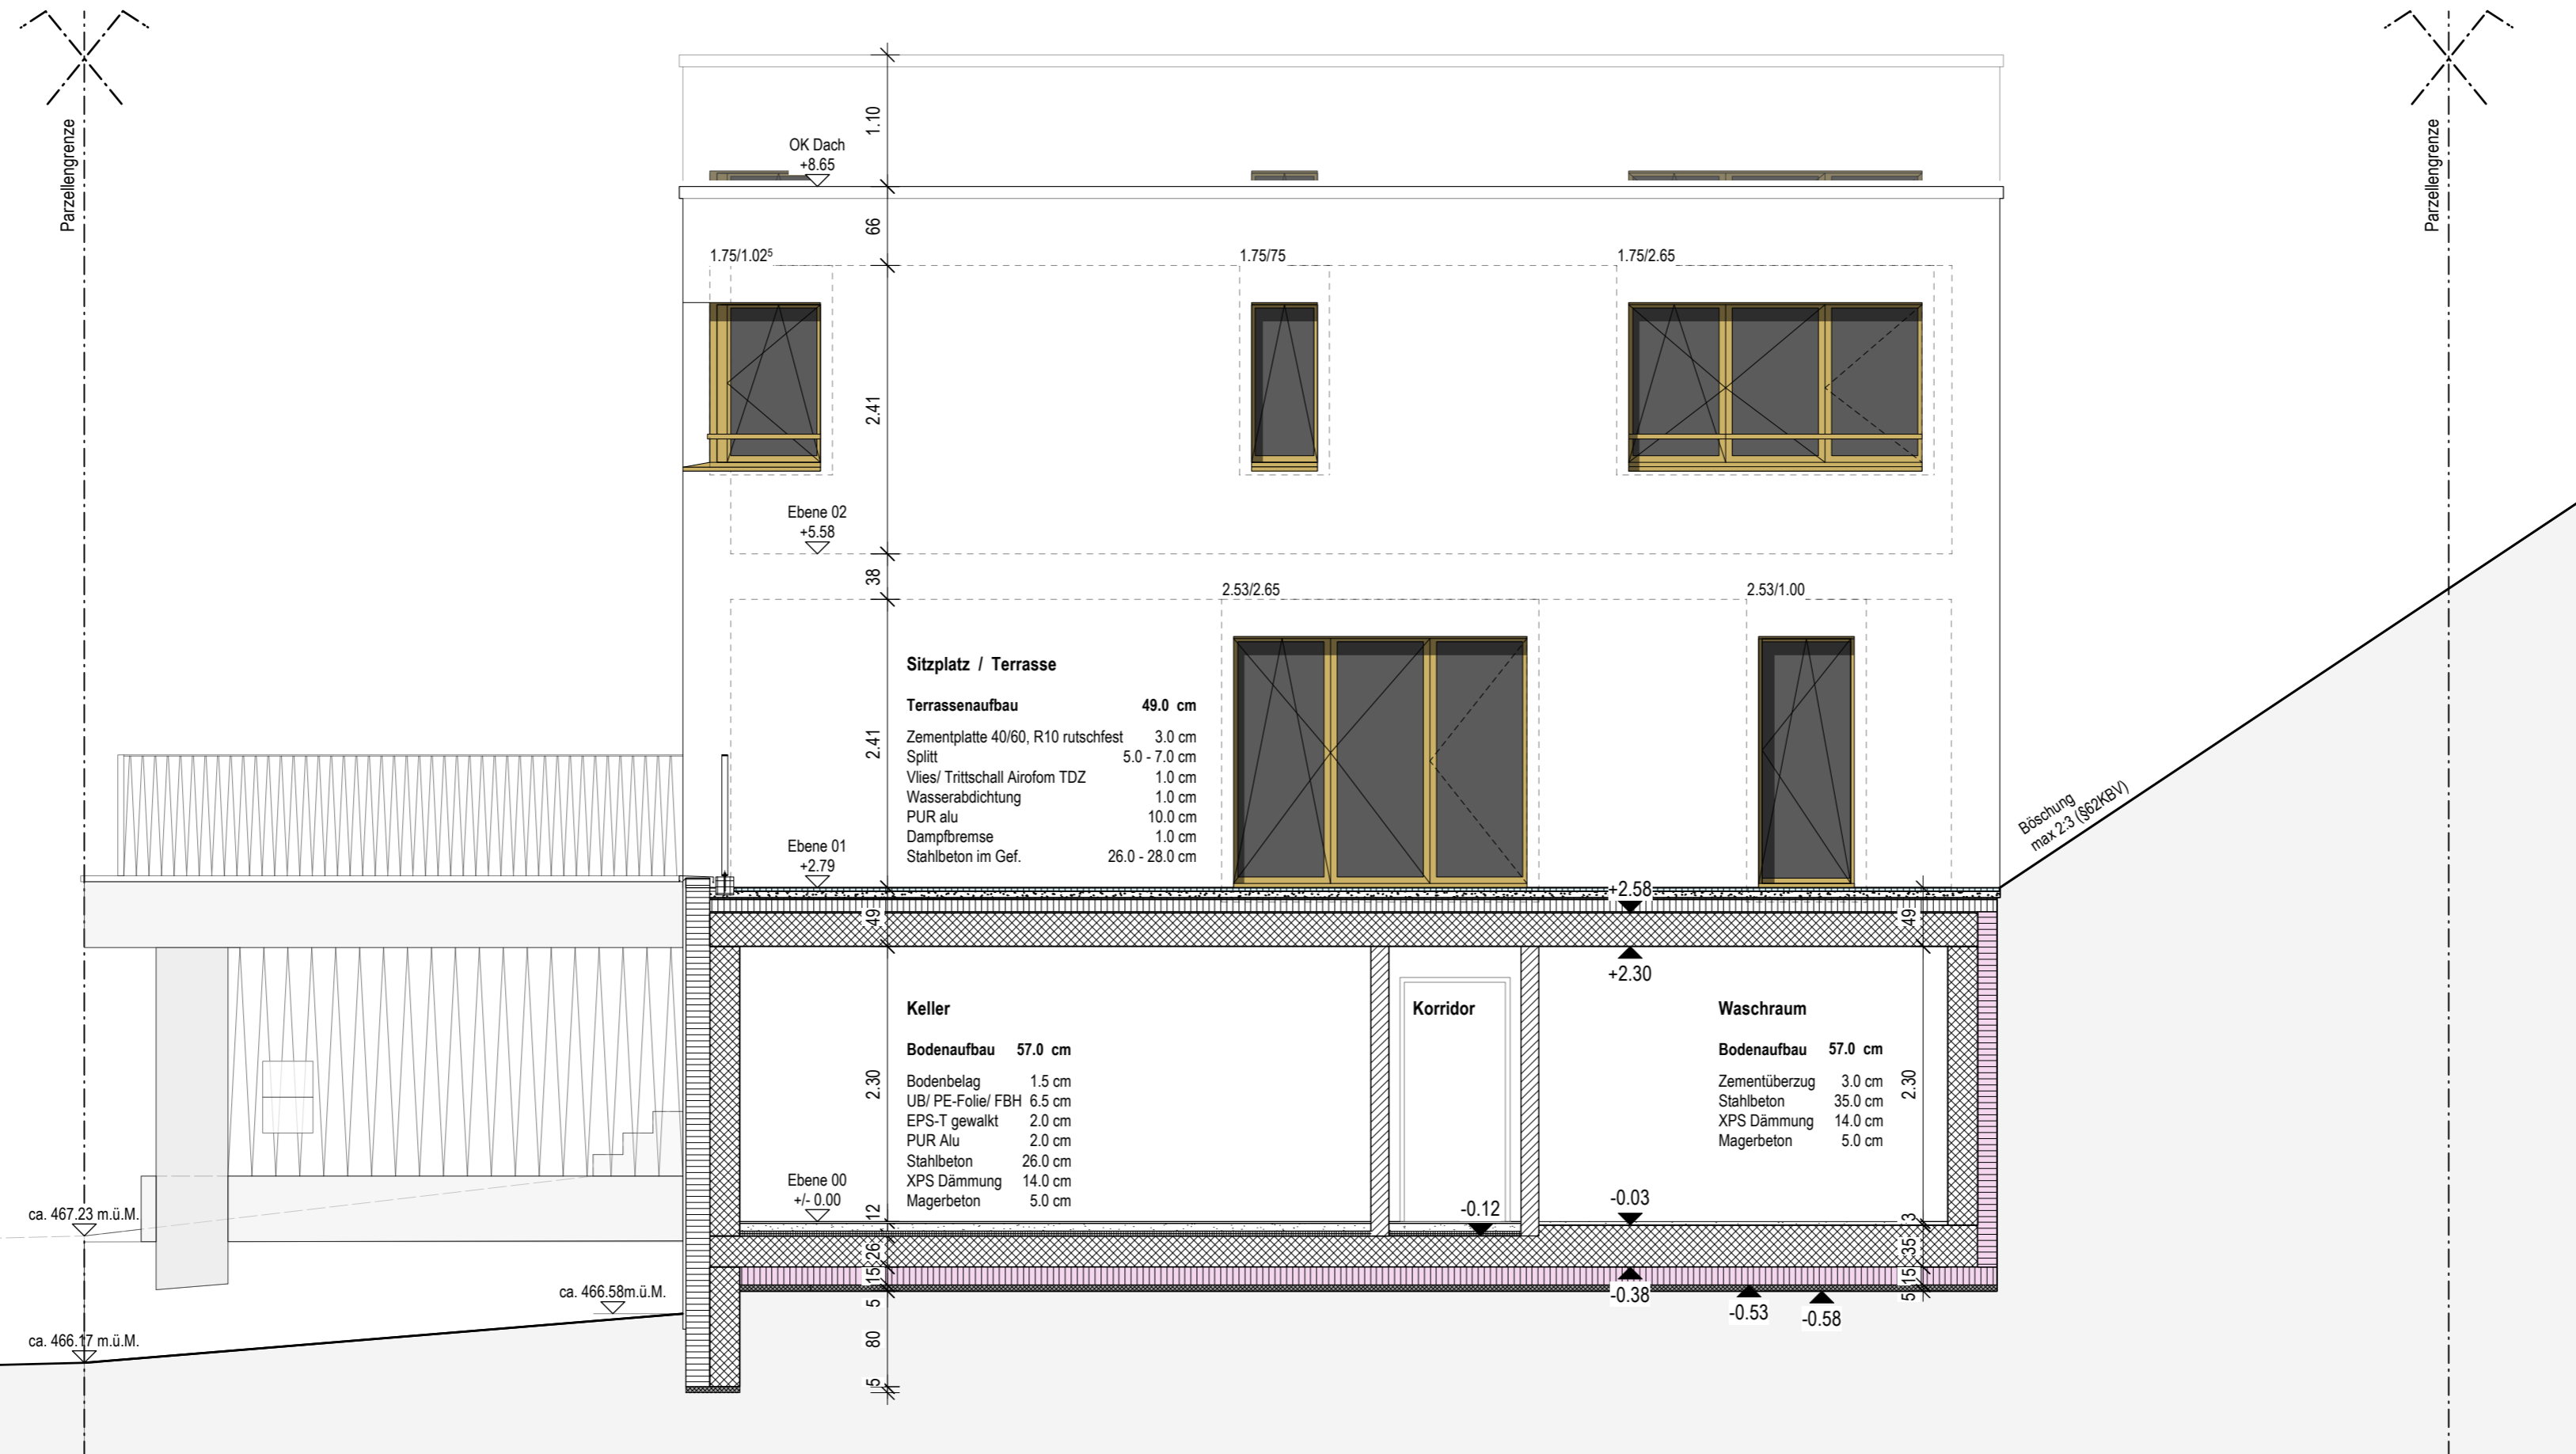 Parzellengrenze
Parzellengrenze
1.10
OK Dach
+8.65
66
1.75/1.02⁵
1.75/75
1.75/2.65
2.41
Ebene 02
+5.58
38
2.53/2.65
2.53/1.00
Sitzplatz / Terrasse
Terrassenaufbau 49.0 cm
Zementplatte 40/60, R10 rutschfest 3.0 cm
Splitt 5.0 - 7.0 cm
Vlies/ Trittschall Airofom TDZ 1.0 cm
Wasserabdichtung 1.0 cm
PUR alu 10.0 cm
Dampfbremse 1.0 cm
Stahlbeton im Gef. 26.0 - 28.0 cm
2.41
Ebene 01
+2.79
Böschung
max 2:3 (§62KBV)
+2.58
49
49
+2.30
Keller
Bodenaufbau 57.0 cm
Bodenbelag 1.5 cm
UB/ PE-Folie/ FBH 6.5 cm
EPS-T gewalkt 2.0 cm
PUR Alu 2.0 cm
Stahlbeton 26.0 cm
XPS Dämmung 14.0 cm
Magerbeton 5.0 cm
Korridor
Waschraum
Bodenaufbau 57.0 cm
Zementüberzug 3.0 cm
Stahlbeton 35.0 cm
XPS Dämmung 14.0 cm
Magerbeton 5.0 cm
2.30
2.30
Ebene 00
+/- 0.00
12
-0.12
-0.03
3
ca. 467.23 m.ü.M.
26
35
15
15
5
5
-0.38
-0.53
-0.58
ca. 466.58m.ü.M.
ca. 466.17 m.ü.M.
80
5